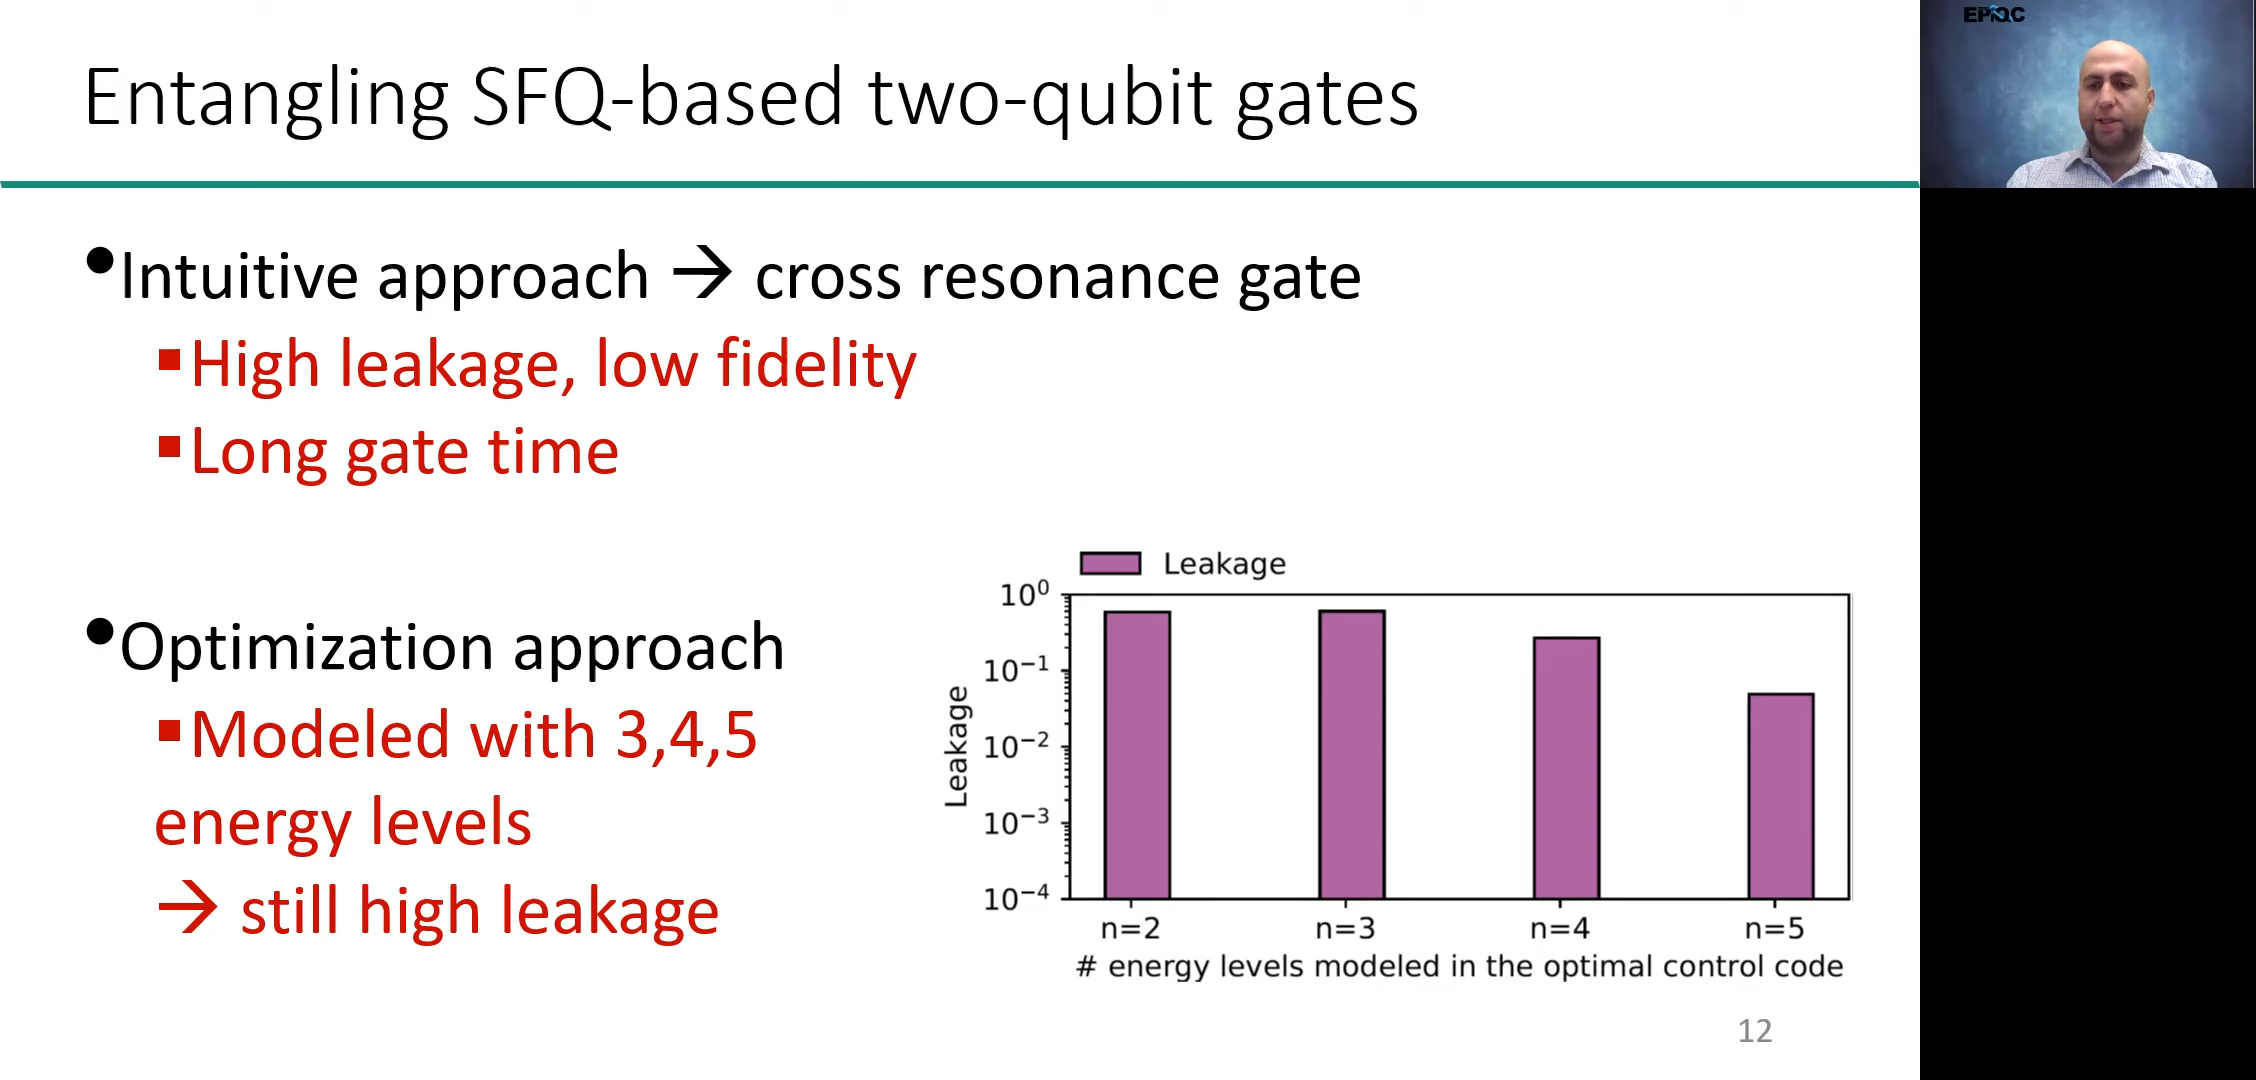 Entangling SFQ-based two-qubit gates
EPiQC
•Intuitive approach → cross resonance gate
▪High leakage, low fidelity
▪Long gate time
•Optimization approach
▪Modeled with 3,4,5
energy levels
→ still high leakage
Leakage
10⁰
10⁻¹
10⁻²
10⁻³
10⁻⁴
Leakage
n=2 n=3 n=4 n=5
# energy levels modeled in the optimal control code
12